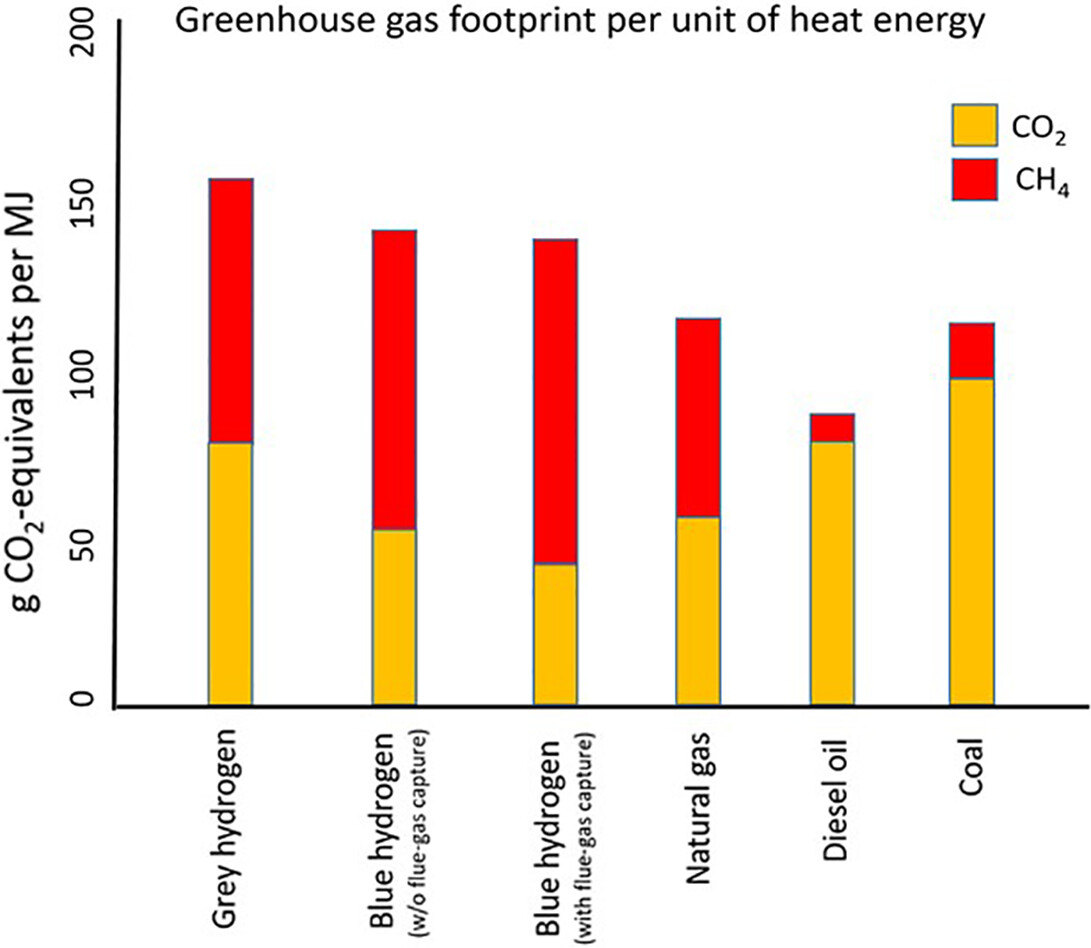 Greenhouse gas footprint per unit of heat energy
CO₂
CH₄
g CO₂-equivalents per MJ
200
150
100
50
0
Grey hydrogen
Blue hydrogen
(w/o flue-gas capture)
Blue hydrogen
(with flue-gas capture)
Natural gas
Diesel oil
Coal